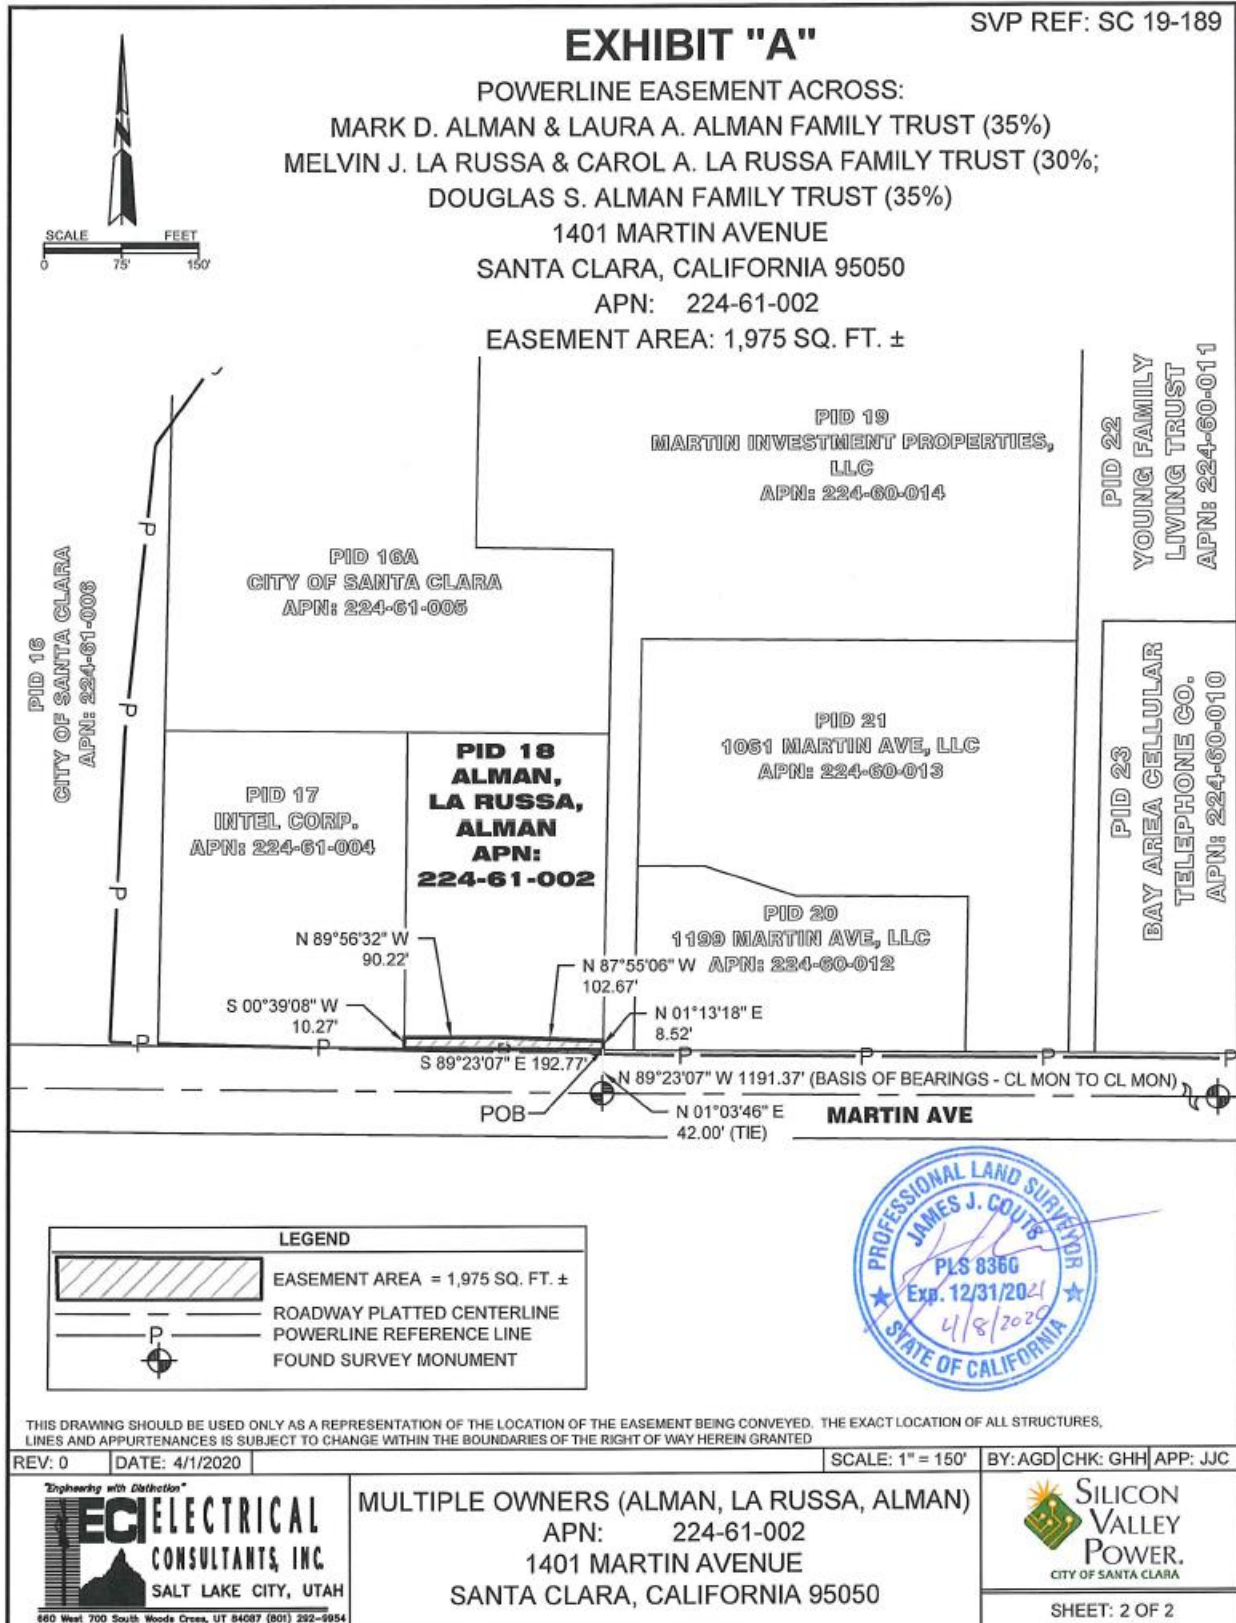 SVP REF: SC 19-189
EXHIBIT "A"
POWERLINE EASEMENT ACROSS:
MARK D. ALMAN & LAURA A. ALMAN FAMILY TRUST (35%)
MELVIN J. LA RUSSA & CAROL A. LA RUSSA FAMILY TRUST (30%;
DOUGLAS S. ALMAN FAMILY TRUST (35%)
1401 MARTIN AVENUE
SANTA CLARA, CALIFORNIA 95050
APN: 224-61-002
EASEMENT AREA: 1,975 SQ. FT. ±
N
SCALE FEET
0 75' 150'
PID 19
MARTIN INVESTMENT PROPERTIES,
LLC
APN: 224-60-014
PID 22
YOUNG FAMILY
LIVING TRUST
APN: 224-60-011
PID 16A
CITY OF SANTA CLARA
APN: 224-61-005
PID 16
CITY OF SANTA CLARA
APN: 224-61-006
P
P
P
PID 17
INTEL CORP.
APN: 224-61-004
PID 18
ALMAN,
LA RUSSA,
ALMAN
APN:
224-61-002
PID 21
1061 MARTIN AVE, LLC
APN: 224-60-013
PID 23
BAY AREA CELLULAR
TELEPHONE CO.
APN: 224-60-010
PID 20
1199 MARTIN AVE, LLC
APN: 224-60-012
N 89°56'32" W
90.22'
N 87°55'06" W
102.67'
S 00°39'08" W
10.27'
N 01°13'18" E
8.52'
P P P P P P P
S 89°23'07" E 192.77'
N 89°23'07" W 1191.37' (BASIS OF BEARINGS - CL MON TO CL MON)
POB
N 01°03'46" E
42.00' (TIE)
MARTIN AVE
PROFESSIONAL LAND SURVEYOR
JAMES J. COUTS
PLS 8360
Exp. 12/31/2021
4/8/2020
STATE OF CALIFORNIA
LEGEND
EASEMENT AREA = 1,975 SQ. FT. ±
ROADWAY PLATTED CENTERLINE
P POWERLINE REFERENCE LINE
FOUND SURVEY MONUMENT
THIS DRAWING SHOULD BE USED ONLY AS A REPRESENTATION OF THE LOCATION OF THE EASEMENT BEING CONVEYED. THE EXACT LOCATION OF ALL STRUCTURES,
LINES AND APPURTENANCES IS SUBJECT TO CHANGE WITHIN THE BOUNDARIES OF THE RIGHT OF WAY HEREIN GRANTED
REV: 0 DATE: 4/1/2020 SCALE: 1" = 150' BY: AGD CHK: GHH APP: JJC
"Engineering with Distinction"
ECI ELECTRICAL
CONSULTANTS, INC.
SALT LAKE CITY, UTAH
660 West 700 South Woods Cross, UT 84087 (801) 292-9954
MULTIPLE OWNERS (ALMAN, LA RUSSA, ALMAN)
APN: 224-61-002
1401 MARTIN AVENUE
SANTA CLARA, CALIFORNIA 95050
SILICON
VALLEY
POWER.
CITY OF SANTA CLARA
SHEET: 2 OF 2